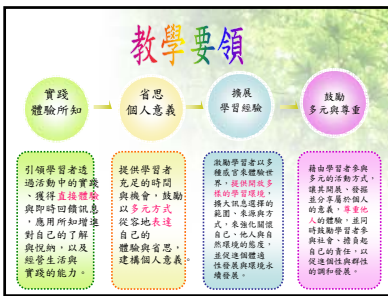 教學要領
實踐
體驗所知
省思
個人意義
擴展
學習經驗
鼓勵
多元與尊重
引領學習者透
過活動中的實踐
、獲得直接體驗
與即時回饋訊息
，應用所知增進
對自己的了解
與悅納，以及
經營生活與
實踐的能力。
提供學習者
充足的時間
與機會，鼓勵
以多元方式
從容地表達
自己的
體驗與省思，
建構個人意義。
激勵學習者以多
種感官來體驗世
界，提供開放多
樣的學習環境，
擴大訊息選擇的
範圍、來源與方
式，來強化關懷
自己、他人與自
然環境的態度，
並促進個體適
性發展與環境永
續發展。
藉由學習者參與
多元的活動方式，
讓其開展、發掘
並分享屬於個人
的意義，尊重他
人的體驗，並同
時鼓勵學習者參
與社會、擔負起
自己的責任，以
促進個性與群性
的調和發展。